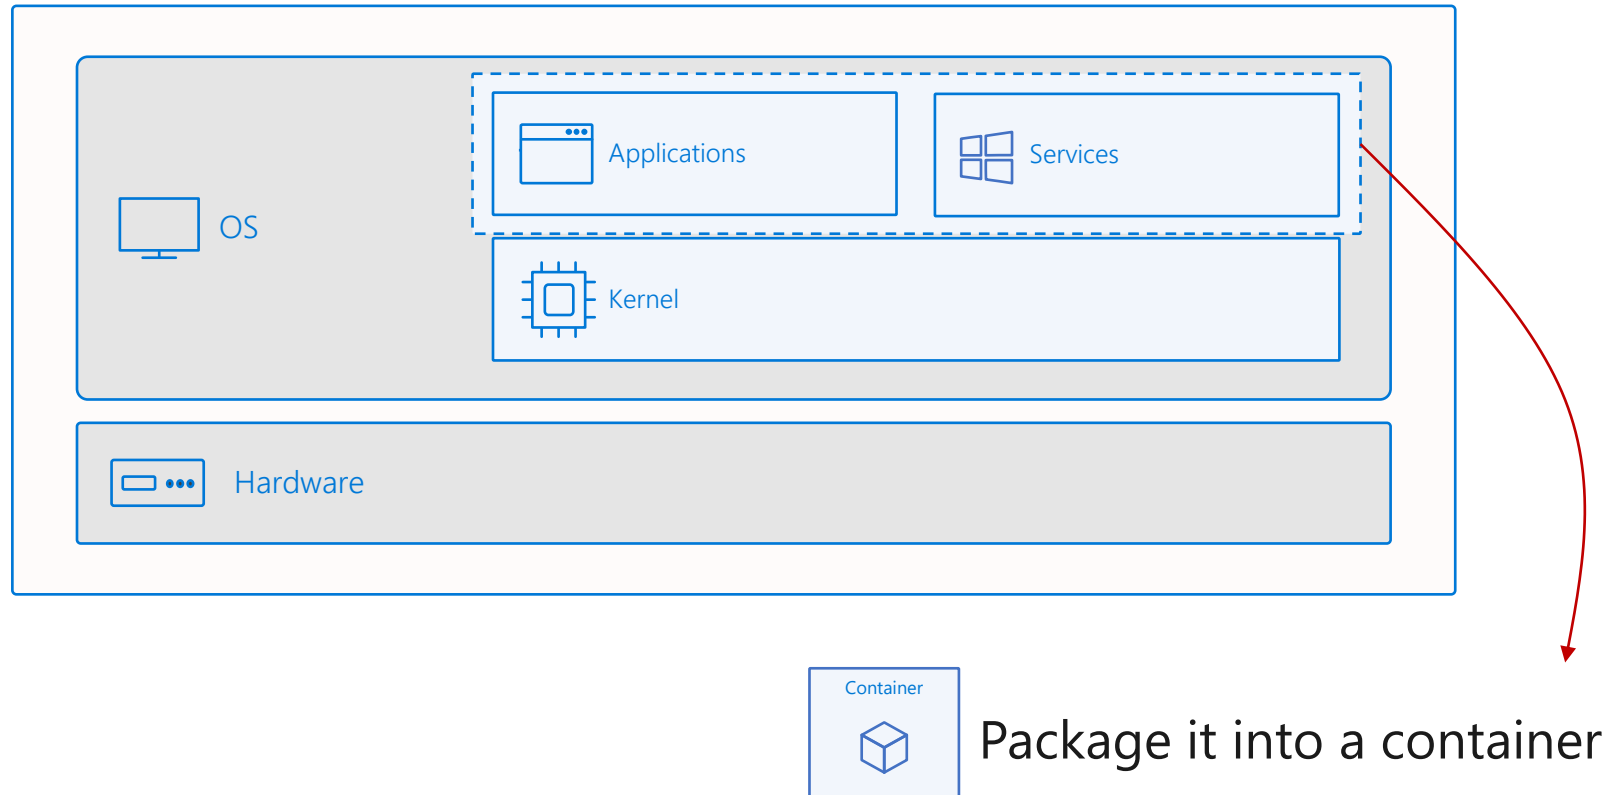 Applications
Services
OS
Kernel
Hardware
Container
Package it into a container